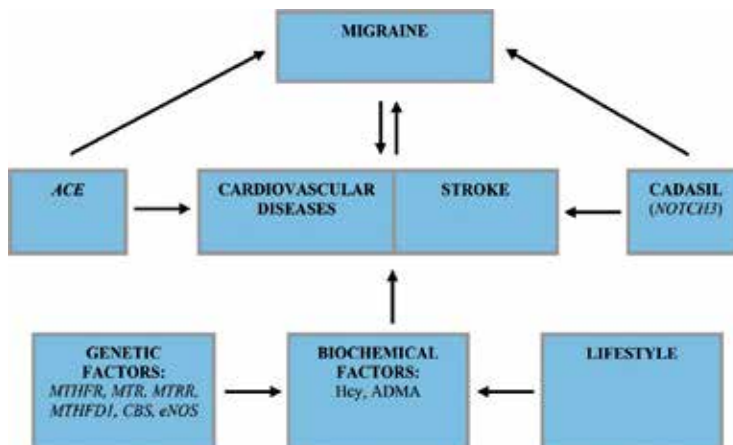 MIGRAINE
ACE
CARDIOVASCULAR
DISEASES
STROKE
CADASIL
(NOTCH3)
GENETIC
FACTORS:
MTHFR, MTR, MTRR,
MTHFD1, CBS, eNOS
BIOCHEMICAL
FACTORS:
Hcy, ADMA
LIFESTYLE